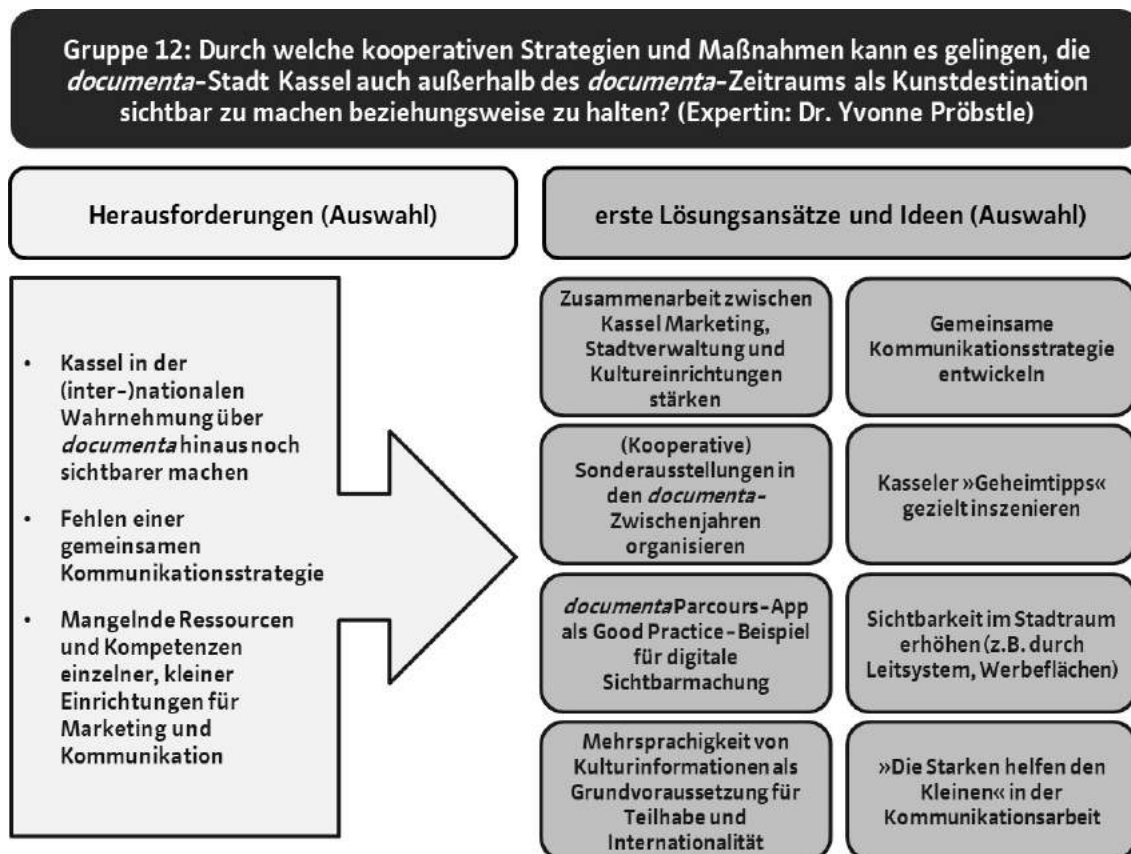 Gruppe 12: Durch welche kooperativen Strategien und Maßnahmen kann es gelingen, die
documenta-Stadt Kassel auch außerhalb des documenta-Zeitraums als Kunstdestination
sichtbar zu machen beziehungsweise zu halten? (Expertin: Dr. Yvonne Pröbstle)
Herausforderungen (Auswahl)
• Kassel in der
(inter-)nationalen
Wahrnehmung über
documenta hinaus noch
sichtbarer machen
• Fehlen einer
gemeinsamen
Kommunikationsstrategie
• Mangelnde Ressourcen
und Kompetenzen
einzelner, kleiner
Einrichtungen für
Marketing und
Kommunikation
erste Lösungsansätze und Ideen (Auswahl)
Zusammenarbeit zwischen
Kassel Marketing,
Stadtverwaltung und
Kultureinrichtungen
stärken
Gemeinsame
Kommunikationsstrategie
entwickeln
(Kooperative)
Sonderausstellungen in
den documenta-
Zwischenjahren
organisieren
Kasseler »Geheimtipps«
gezielt inszenieren
documenta Parcours-App
als Good Practice-Beispiel
für digitale
Sichtbarmachung
Sichtbarkeit im Stadtraum
erhöhen (z.B. durch
Leitsystem, Werbeflächen)
Mehrsprachigkeit von
Kulturinformationen als
Grundvoraussetzung für
Teilhabe und
Internationalität
»Die Starken helfen den
Kleinen« in der
Kommunikationsarbeit